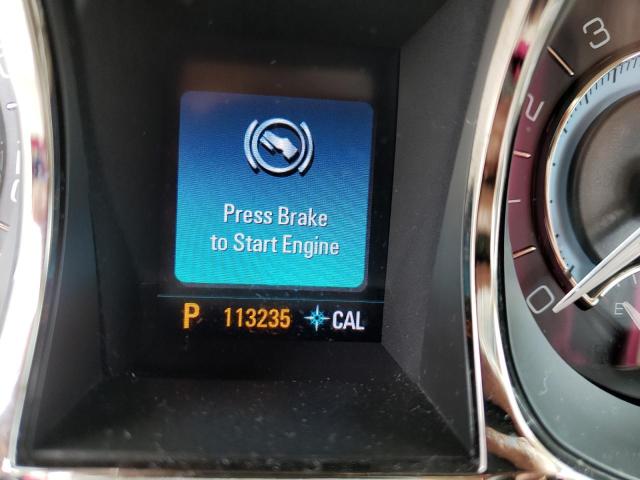 Press Brake
to Start Engine
P 113235 CAL
3
2
0
E